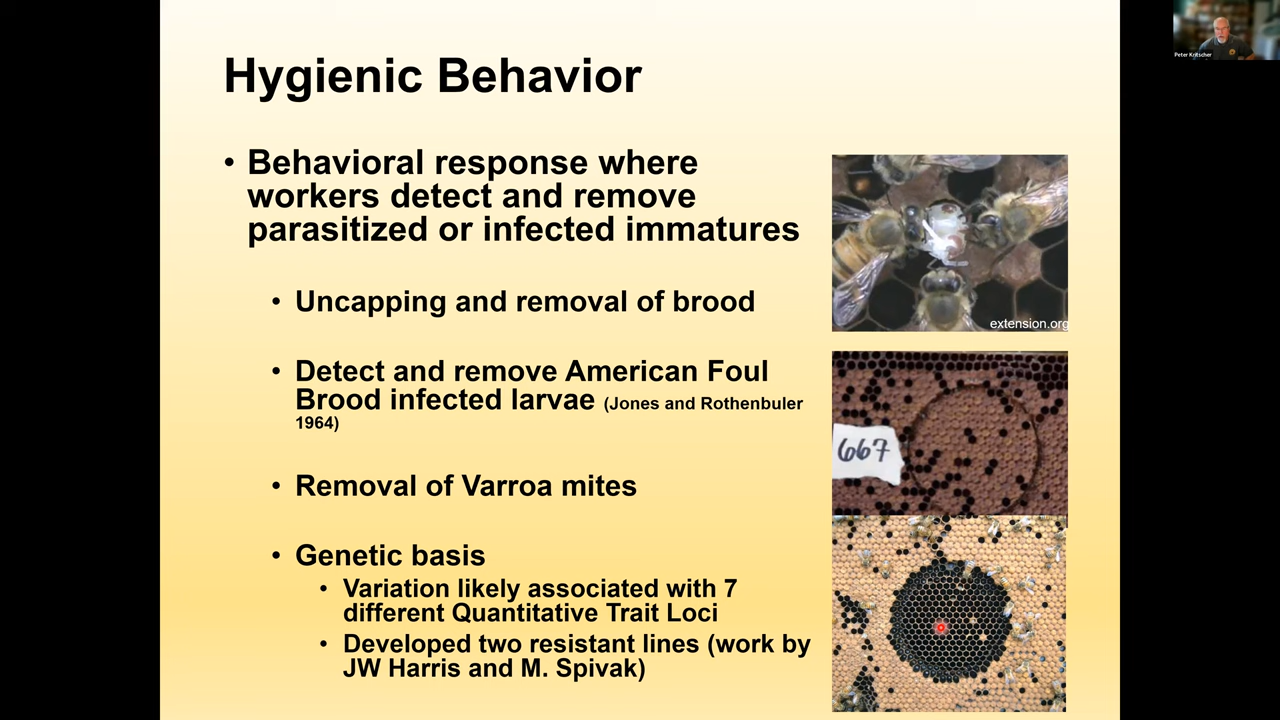 Hygienic Behavior
• Behavioral response where
workers detect and remove
parasitized or infected immatures
• Uncapping and removal of brood
• Detect and remove American Foul
Brood infected larvae (Jones and Rothenbuler
1964)
• Removal of Varroa mites
• Genetic basis
• Variation likely associated with 7
different Quantitative Trait Loci
• Developed two resistant lines (work by
JW Harris and M. Spivak)
extension.org
667
Peter Kritscher